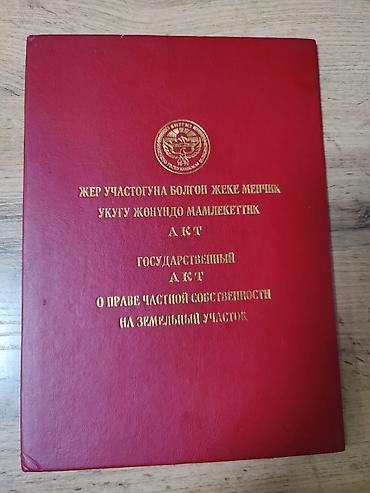 ЖЕР УЧАСТОГУНА БОЛГОН ЖЕКЕ МЕНЧИК
УКУГУ ЖӨНҮНДӨ МАМЛЕКЕТТИК
АКТ
ГОСУДАРСТВЕННЫЙ
АКТ
О ПРАВЕ ЧАСТНОЙ СОБСТВЕННОСТИ
НА ЗЕМЕЛЬНЫЙ УЧАСТОК